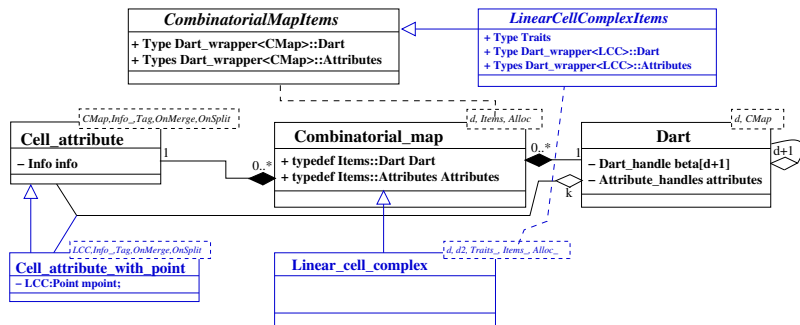 CombinatorialMapItems
+ Type Dart_wrapper<CMap>::Dart
+ Types Dart_wrapper<CMap>::Attributes
LinearCellComplexItems
+ Type Traits
+ Type Dart_wrapper<LCC>::Dart
+ Types Dart_wrapper<LCC>::Attributes
CMap,Info_,Tag,OnMerge,OnSplit
Cell_attribute
− Info info
1
0..*
d, Items, Alloc
Combinatorial_map
+ typedef Items::Dart Dart
+ typedef Items::Attributes Attributes
0..*
1
d, CMap
Dart
− Dart_handle beta[d+1]
− Attribute_handles attributes
d+1
k
LCC,Info_,Tag,OnMerge,OnSplit
Cell_attribute_with_point
− LCC:Point mpoint;
d, d2, Traits_, Items_, Alloc_
Linear_cell_complex